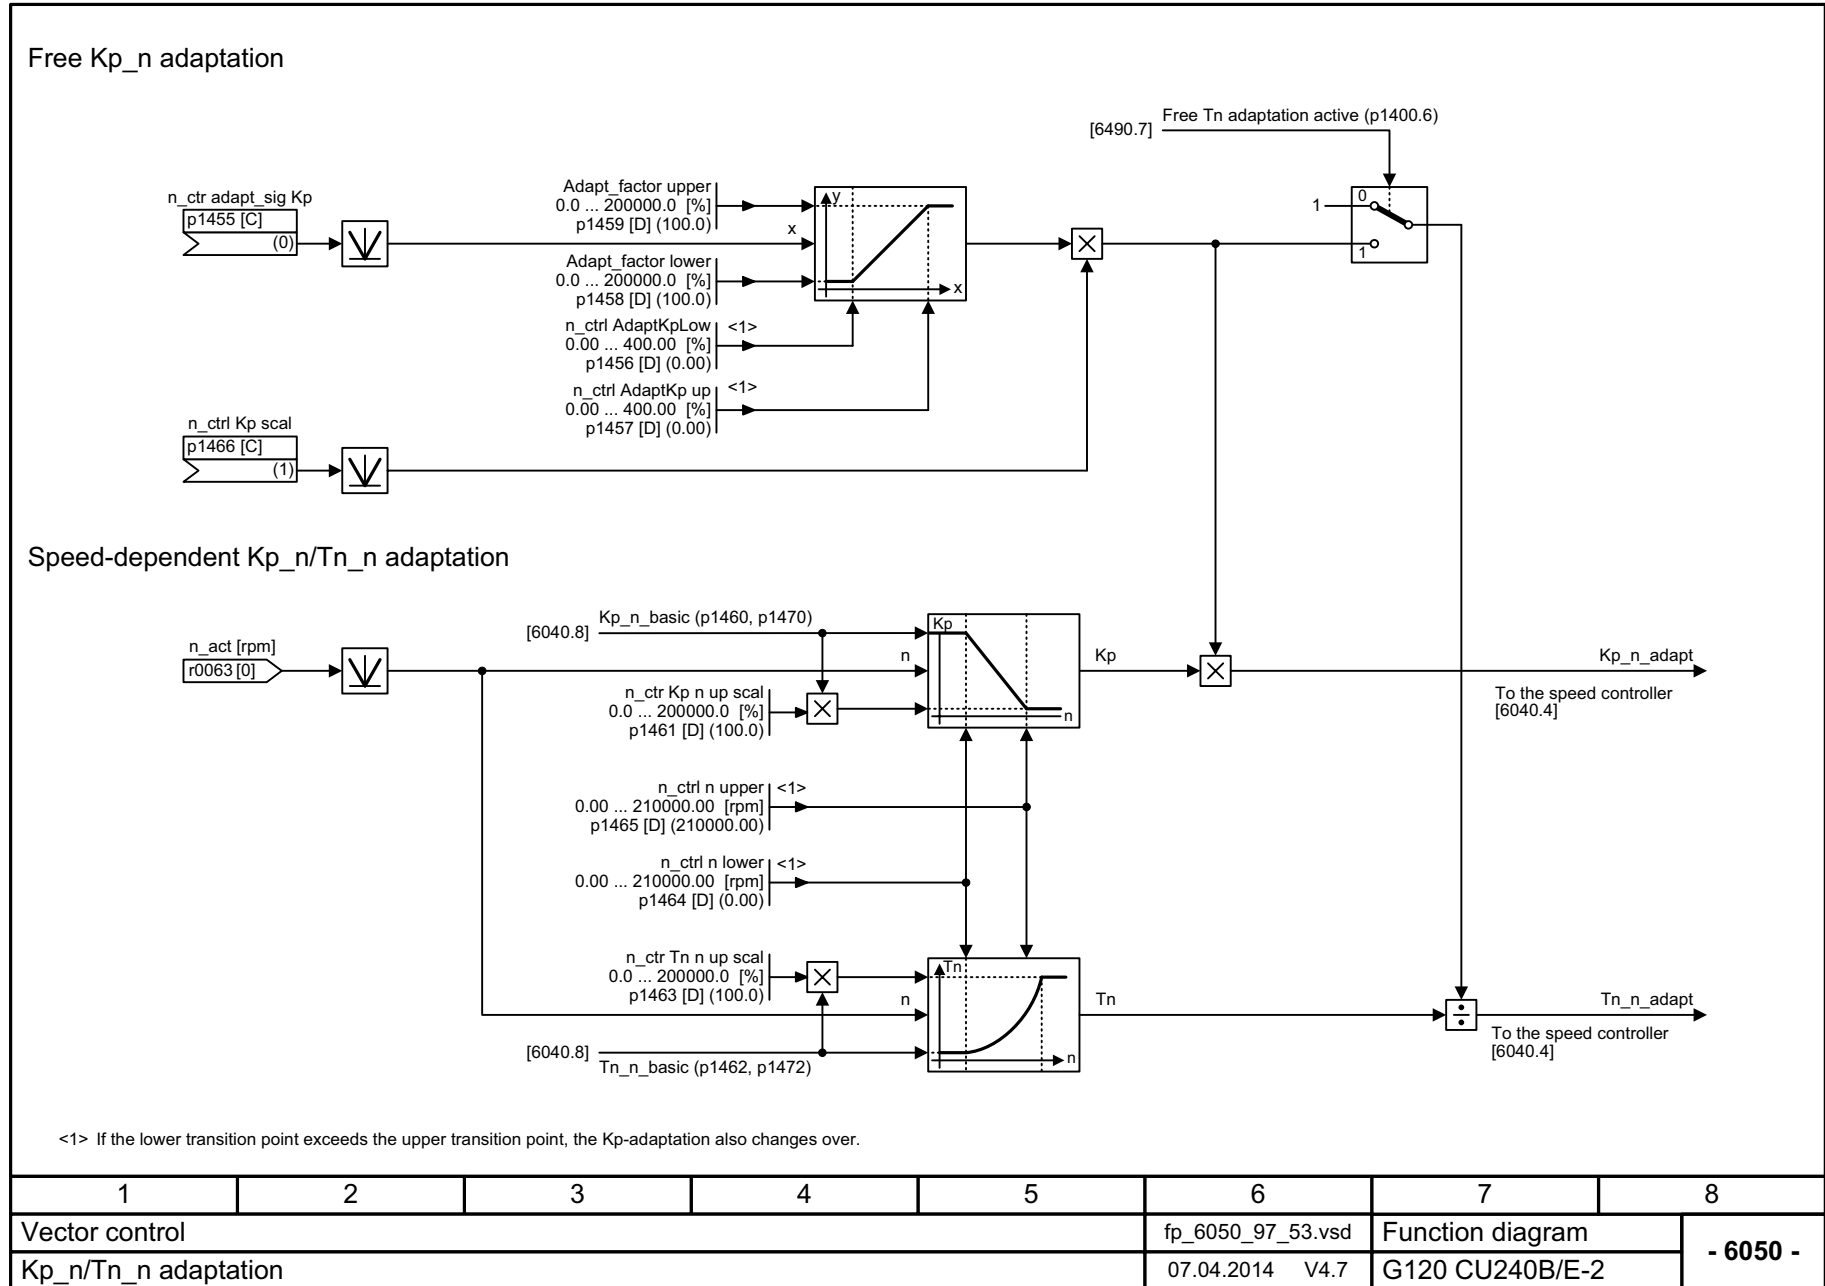 Free Kp_n adaptation
Free Tn adaptation active (p1400.6)
[6490.7]
n_ctr adapt_sig Kp
p1455 [C]
(0)
Adapt_factor upper
0.0 ... 200000.0 [%]
p1459 [D] (100.0)
x
Adapt_factor lower
0.0 ... 200000.0 [%]
p1458 [D] (100.0)
y
x
1
0
1
n_ctrl AdaptKpLow
<1>
0.00 ... 400.00 [%]
p1456 [D] (0.00)
n_ctrl AdaptKp up
<1>
0.00 ... 400.00 [%]
p1457 [D] (0.00)
n_ctrl Kp scal
p1466 [C]
(1)
Speed-dependent Kp_n/Tn_n adaptation
n_act [rpm]
r0063 [0]
[6040.8]
Kp_n_basic (p1460, p1470)
n
n_ctr Kp n up scal
0.0 ... 200000.0 [%]
p1461 [D] (100.0)
Kp
n
Kp
Kp_n_adapt
To the speed controller
[6040.4]
n_ctrl n upper
<1>
0.00 ... 210000.00 [rpm]
p1465 [D] (210000.00)
n_ctrl n lower
<1>
0.00 ... 210000.00 [rpm]
p1464 [D] (0.00)
n_ctr Tn n up scal
0.0 ... 200000.0 [%]
p1463 [D] (100.0)
n
[6040.8]
Tn_n_basic (p1462, p1472)
Tn
n
Tn
Tn_n_adapt
To the speed controller
[6040.4]
<1> If the lower transition point exceeds the upper transition point, the Kp-adaptation also changes over.
1 2 3 4 5 6 7 8
Vector control
fp_6050_97_53.vsd
Function diagram
- 6050 -
Kp_n/Tn_n adaptation
07.04.2014 V4.7
G120 CU240B/E-2